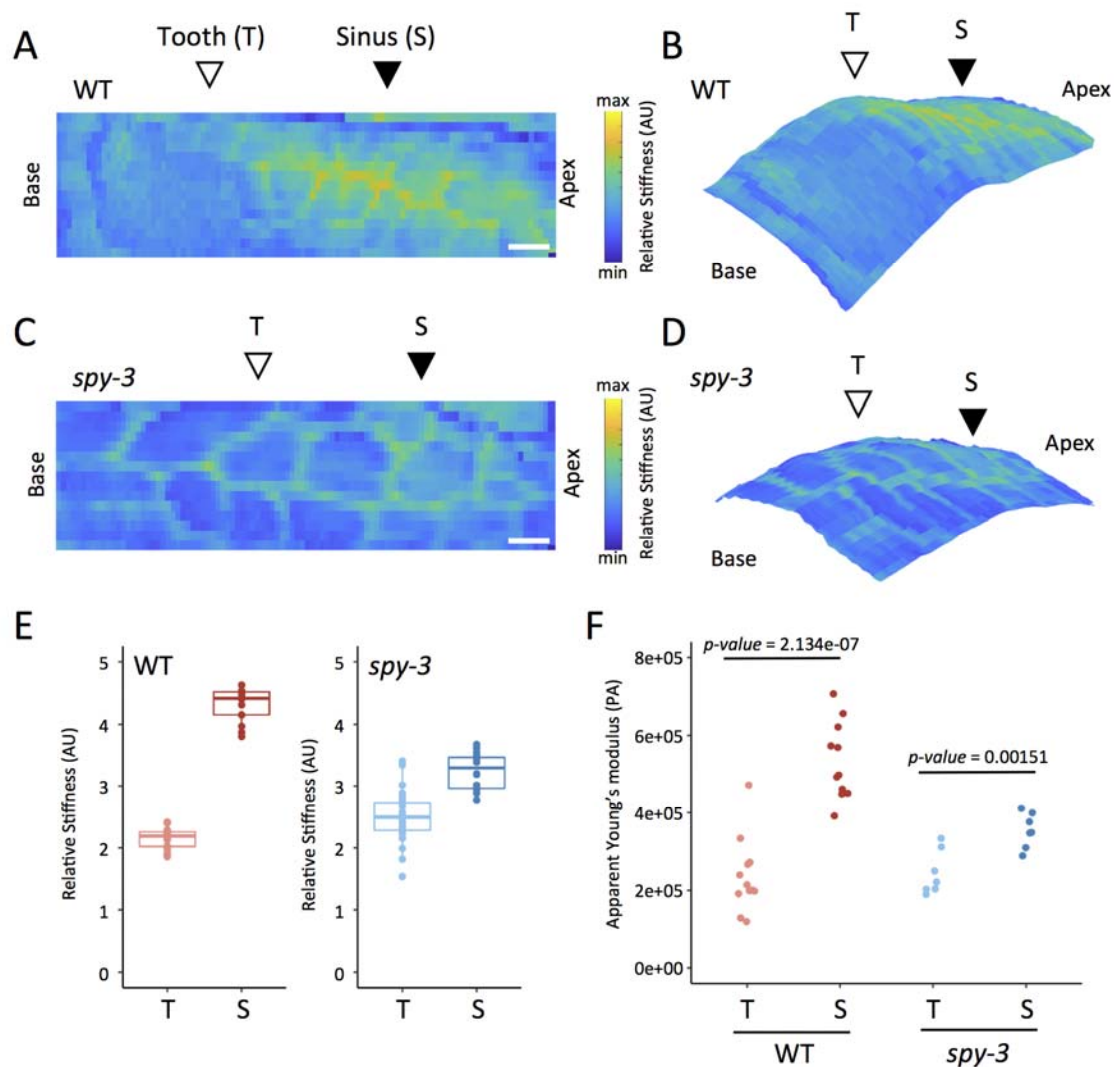 A
Tooth (T)
Sinus (S)
WT
Base
Apex
max
Relative Stiffness (AU)
min
B
T
S
WT
Apex
Base
C
T
S
spy-3
Base
Apex
max
Relative Stiffness (AU)
min
D
T
S
spy-3
Apex
Base
E
WT
Relative Stiffness (AU)
5
4
3
2
1
0
T
S
spy-3
Relative Stiffness (AU)
5
4
3
2
1
0
T
S
F
p-value = 2.134e-07
p-value = 0.00151
Apparent Young's modulus (PA)
8e+05
6e+05
4e+05
2e+05
0e+00
T
S
T
S
WT
spy-3